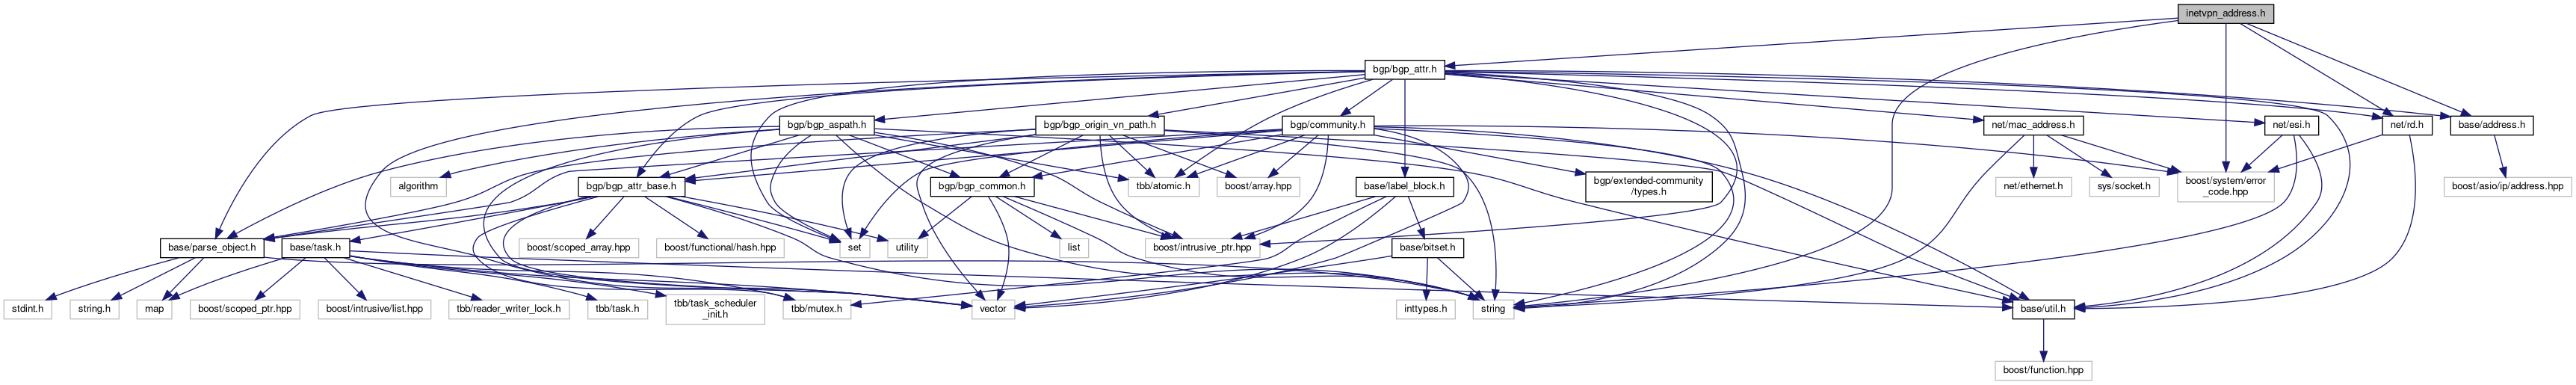 inetvpn_address.h
bgp/bgp_attr.h
bgp/bgp_aspath.h
bgp/bgp_origin_vn_path.h
bgp/community.h
net/mac_address.h
net/esi.h
net/rd.h
base/address.h
algorithm
bgp/bgp_attr_base.h
bgp/bgp_common.h
tbb/atomic.h
boost/array.hpp
base/label_block.h
bgp/extended-community
/types.h
net/ethernet.h
sys/socket.h
boost/system/error
_code.hpp
boost/asio/ip/address.hpp
base/parse_object.h
base/task.h
boost/scoped_array.hpp
boost/functional/hash.hpp
set
utility
list
boost/intrusive_ptr.hpp
base/bitset.h
stdint.h
string.h
map
boost/scoped_ptr.hpp
boost/intrusive/list.hpp
tbb/reader_writer_lock.h
tbb/task.h
tbb/task_scheduler
_init.h
tbb/mutex.h
vector
inttypes.h
string
base/util.h
boost/function.hpp